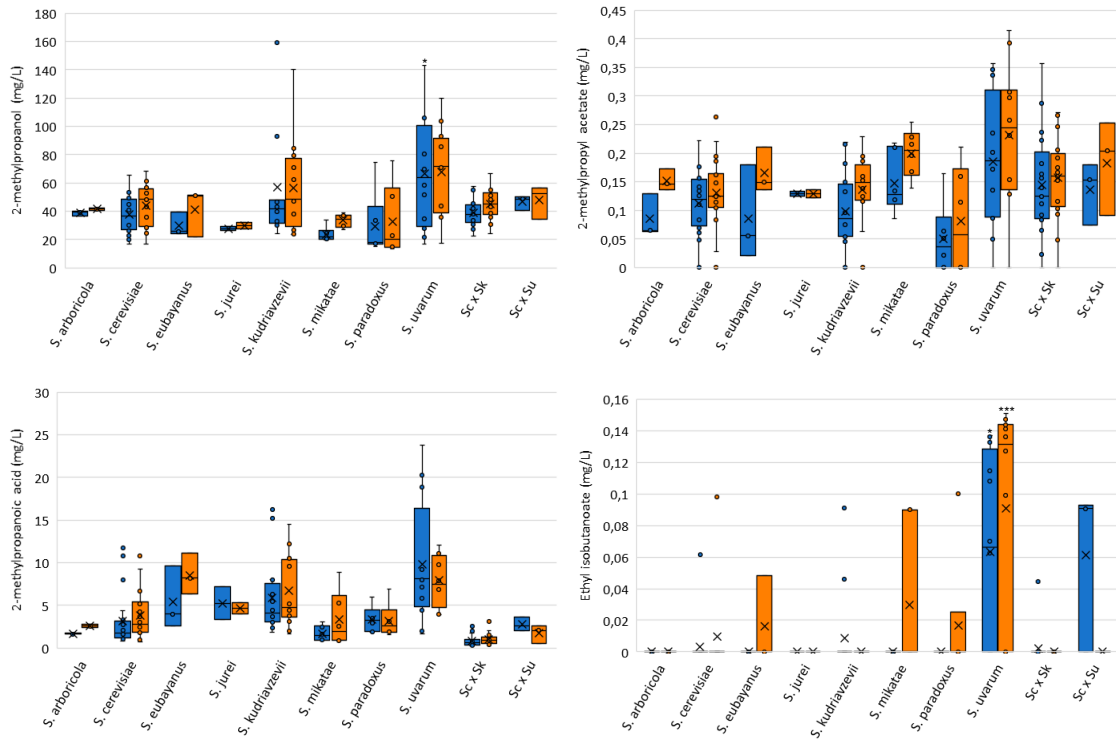 2-methylpropanol (mg/L)
180
160
140
120
100
80
60
40
20
0
*
S. arboricola
S. cerevisiae
S. eubayanus
S. jurei
S. kudriavzevii
S. mikatae
S. paradoxus
S. uvarum
Sc x Sk
Sc x Su
2-methylpropyl acetate (mg/L)
0,45
0,4
0,35
0,3
0,25
0,2
0,15
0,1
0,05
0
S. arboricola
S. cerevisiae
S. eubayanus
S. jurei
S. kudriavzevii
S. mikatae
S. paradoxus
S. uvarum
Sc x Sk
Sc x Su
2-methylpropanoic acid (mg/L)
30
25
20
15
10
5
0
S. arboricola
S. cerevisiae
S. eubayanus
S. jurei
S. kudriavzevii
S. mikatae
S. paradoxus
S. uvarum
Sc x Sk
Sc x Su
Ethyl isobutanoate (mg/L)
0,16
0,14
0,12
0,1
0,08
0,06
0,04
0,02
0
*
***
S. arboricola
S. cerevisiae
S. eubayanus
S. jurei
S. kudriavzevii
S. mikatae
S. paradoxus
S. uvarum
Sc x Sk
Sc x Su